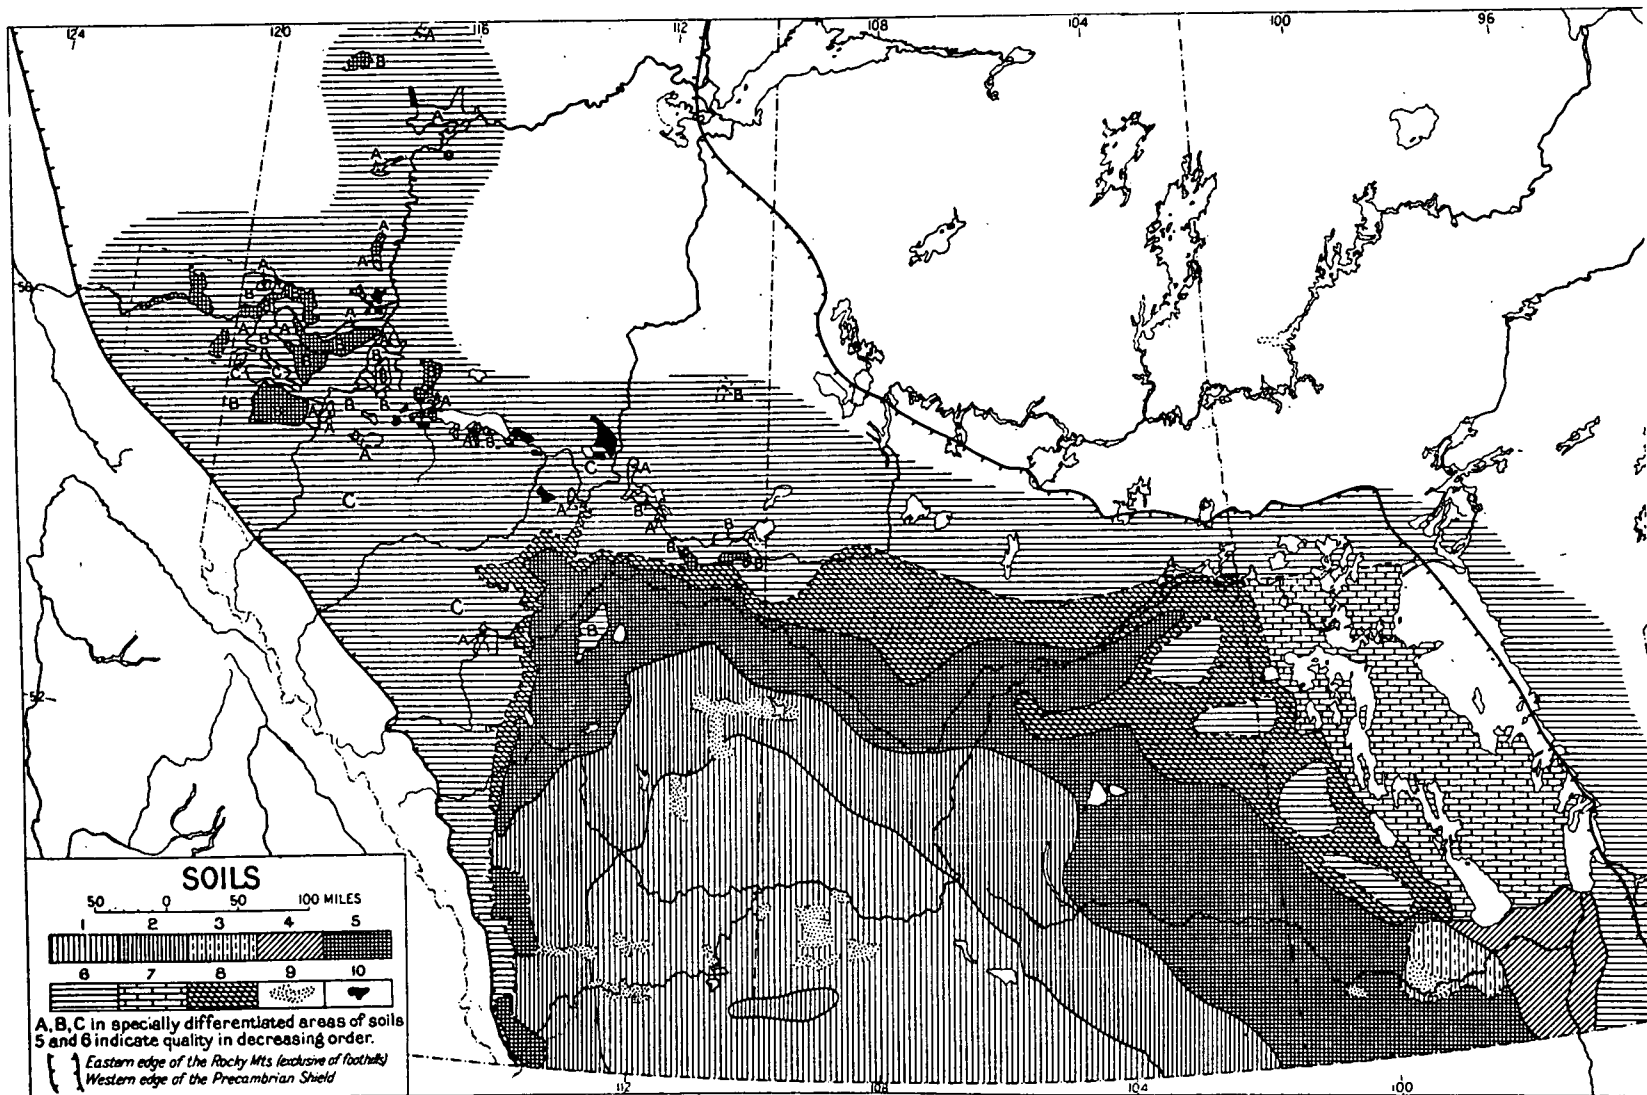 124 120 116 112 108 104 100 96
5A
B
A A
A
A
A
A
A
B
56
A
A A
B
B
C C
B
B B
A
A
A
A B
C
A
C
A
B
A
B
B
B
C
A
B
52
SOILS
50 0 50 100 MILES
1 2 3 4 5
6 7 8 9 10
A, B, C in specially differentiated areas of soils
5 and 6 indicate quality in decreasing order.
Eastern edge of the Rocky Mts (exclusive of foothills)
Western edge of the Precambrian Shield
112 108 104 100